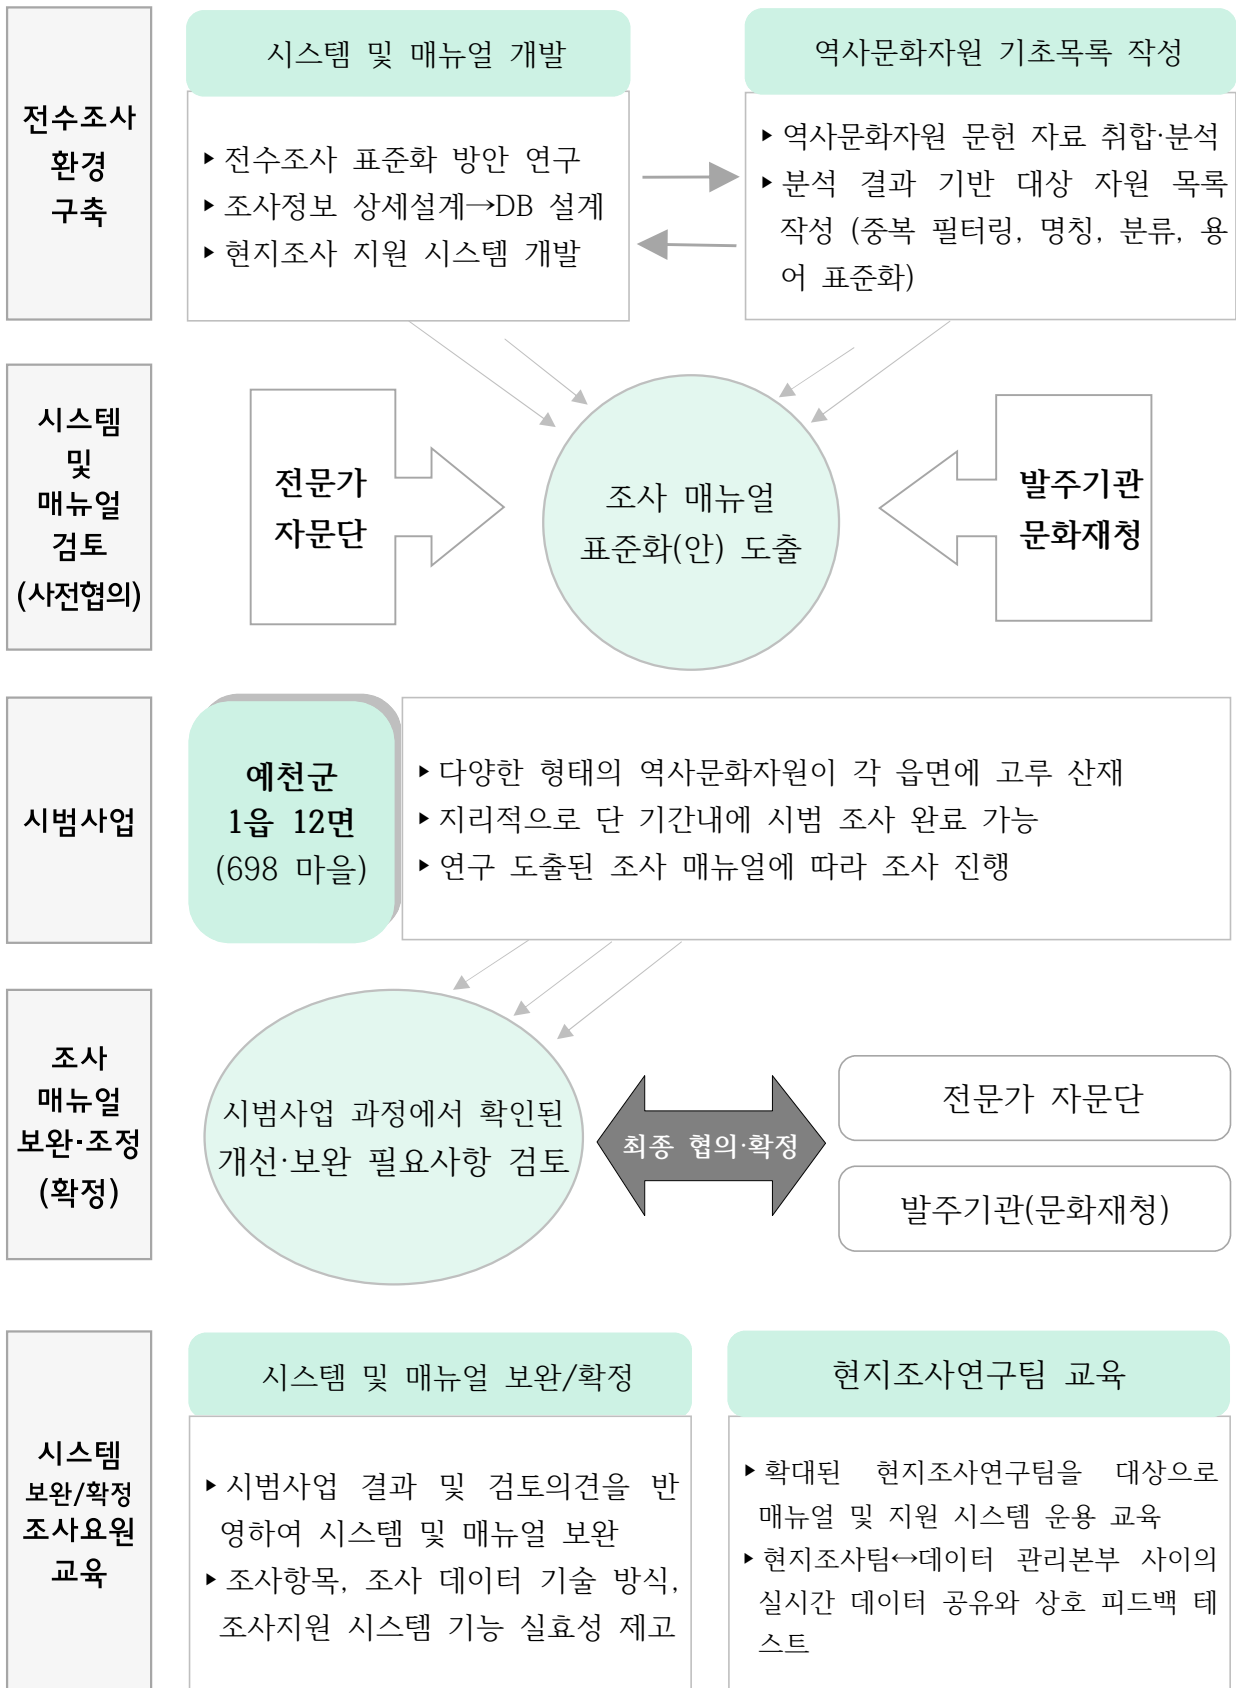 전수조사
환경
구축
시스템 및 매뉴얼 개발
▸전수조사 표준화 방안 연구
▸조사정보 상세설계→DB 설계
▸현지조사 지원 시스템 개발
역사문화자원 기초목록 작성
▸역사문화자원 문헌 자료 취합·분석
▸분석 결과 기반 대상 자원 목록
작성 (중복 필터링, 명칭, 분류, 용
어 표준화)
시스템
및
매뉴얼
검토
(사전협의)
전문가
자문단
조사 매뉴얼
표준화(안) 도출
발주기관
문화재청
시범사업
예천군
1읍 12면
(698 마을)
▸다양한 형태의 역사문화자원이 각 읍면에 고루 산재
▸지리적으로 단 기간내에 시범 조사 완료 가능
▸연구 도출된 조사 매뉴얼에 따라 조사 진행
조사
매뉴얼
보완·조정
(확정)
시범사업 과정에서 확인된
개선·보완 필요사항 검토
최종 협의·확정
전문가 자문단
발주기관(문화재청)
시스템
보완/확정
조사요원
교육
시스템 및 매뉴얼 보완/확정
▸시범사업 결과 및 검토의견을 반
영하여 시스템 및 매뉴얼 보완
▸조사항목, 조사 데이터 기술 방식,
조사지원 시스템 기능 실효성 제고
현지조사연구팀 교육
▸확대된 현지조사연구팀을 대상으로
매뉴얼 및 지원 시스템 운용 교육
▸현지조사팀↔데이터 관리본부 사이의
실시간 데이터 공유와 상호 피드백 테
스트